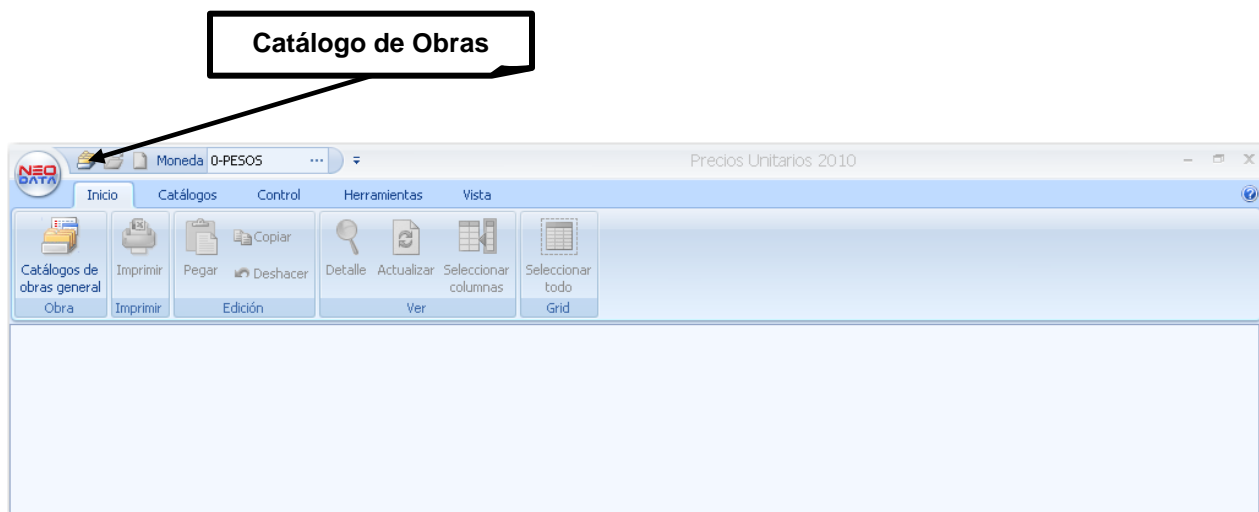 Catálogo de Obras
NEO
DATA
Moneda 0-PESOS ...
Precios Unitarios 2010
Inicio Catálogos Control Herramientas Vista
Catálogos de
obras general
Imprimir
Pegar
Copiar
Deshacer
Detalle
Actualizar
Seleccionar
columnas
Seleccionar
todo
Obra Imprimir Edición Ver Grid